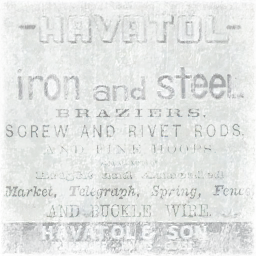 -HAVATOL-
iron and steel.
BRAZIERS.
SCREW AND RIVET RODS.
AND PINK HOOPS
Market, Telegraph, Spring, Fence
AND BUCKLE WIRE.
HAVATOL & SON